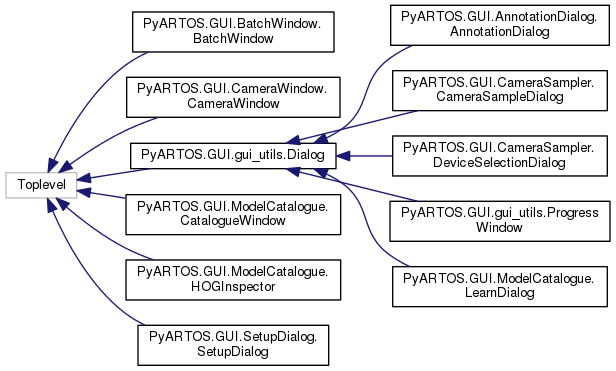 Toplevel
PyARTOS.GUI.BatchWindow.
BatchWindow
PyARTOS.GUI.CameraWindow.
CameraWindow
PyARTOS.GUI.gui_utils.Dialog
PyARTOS.GUI.ModelCatalogue.
CatalogueWindow
PyARTOS.GUI.ModelCatalogue.
HOGInspector
PyARTOS.GUI.SetupDialog.
SetupDialog
PyARTOS.GUI.AnnotationDialog.
AnnotationDialog
PyARTOS.GUI.CameraSampler.
CameraSampleDialog
PyARTOS.GUI.CameraSampler.
DeviceSelectionDialog
PyARTOS.GUI.gui_utils.Progress
Window
PyARTOS.GUI.ModelCatalogue.
LearnDialog